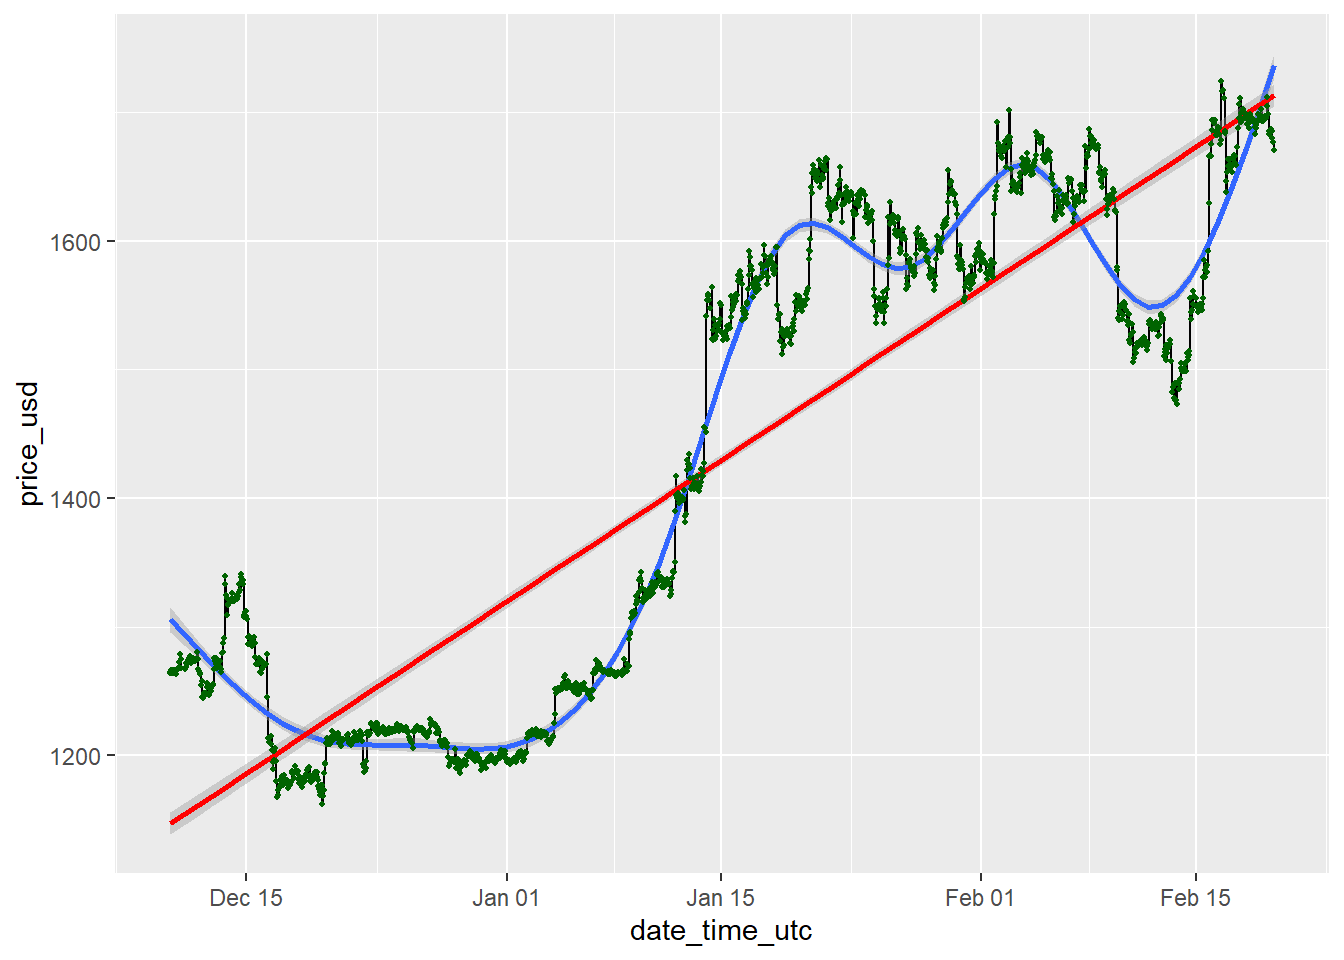 price_usd
1600
1400
1200
Dec 15
Jan 01
Jan 15
Feb 01
Feb 15
date_time_utc